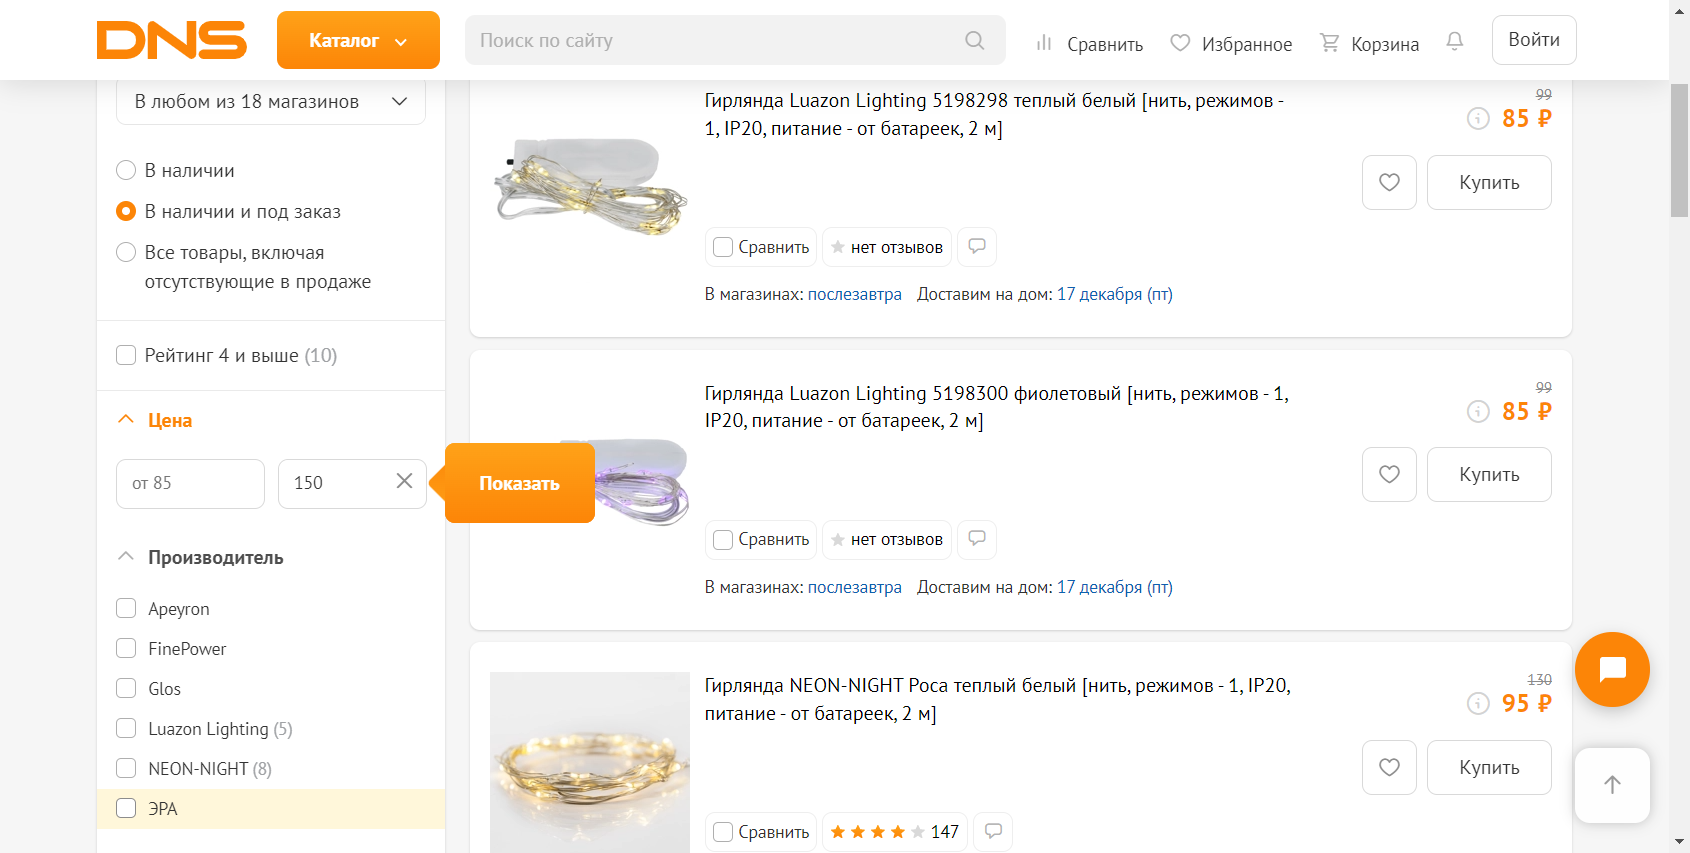 DNS
Каталог
Поиск по сайту
Сравнить
Избранное
Корзина
Войти
В любом из 18 магазинов
В наличии
В наличии и под заказ
Все товары, включая
отсутствующие в продаже
Рейтинг 4 и выше (10)
Цена
от 85
150
Показать
Производитель
Apeyron
FinePower
Glos
Luazon Lighting (5)
NEON-NIGHT (8)
ЭРА
Гирлянда Luazon Lighting 5198298 теплый белый [нить, режимов -
1, IP20, питание - от батареек, 2 м]
99
85 ₽
Купить
Сравнить
нет отзывов
В магазинах: послезавтра Доставим на дом: 17 декабря (пт)
Гирлянда Luazon Lighting 5198300 фиолетовый [нить, режимов - 1,
IP20, питание - от батареек, 2 м]
99
85 ₽
Купить
Сравнить
нет отзывов
В магазинах: послезавтра Доставим на дом: 17 декабря (пт)
Гирлянда NEON-NIGHT Роса теплый белый [нить, режимов - 1, IP20,
питание - от батареек, 2 м]
130
95 ₽
Купить
Сравнить
147